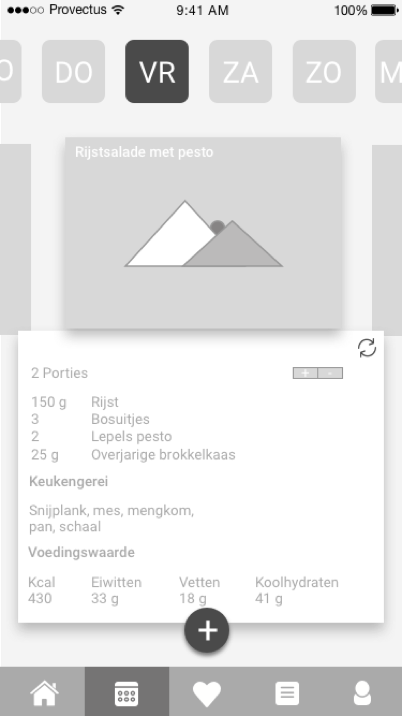 Provectus 9:41 AM 100%
O DO VR ZA ZO M
Rijstsalade met pesto
2 Porties + -
150 g Rijst
3 Bosuitjes
2 Lepels pesto
25 g Overjarige brokkelkaas
Keukengerei
Snijplank, mes, mengkom,
pan, schaal
Voedingswaarde
Kcal Eiwitten Vetten Koolhydraten
430 33 g 18 g 41 g
+